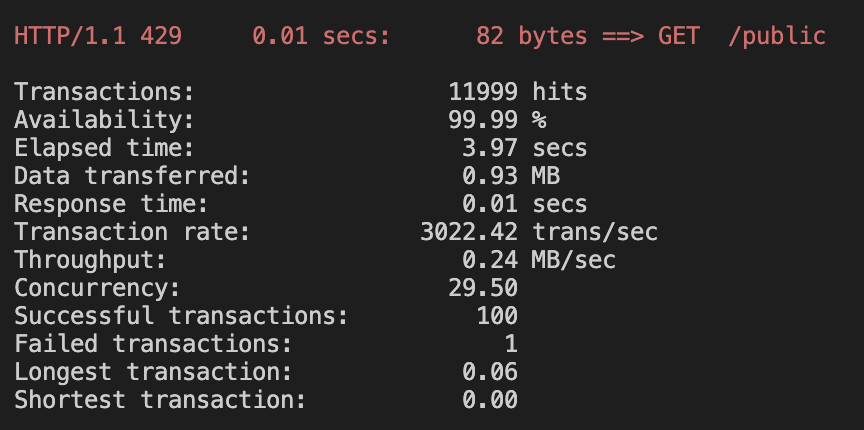 HTTP/1.1 429     0.01 secs:      82 bytes ==> GET  /public
Transactions:                  11999 hits
Availability:                  99.99 %
Elapsed time:                   3.97 secs
Data transferred:               0.93 MB
Response time:                  0.01 secs
Transaction rate:            3022.42 trans/sec
Throughput:                     0.24 MB/sec
Concurrency:                   29.50
Successful transactions:         100
Failed transactions:               1
Longest transaction:            0.06
Shortest transaction:           0.00